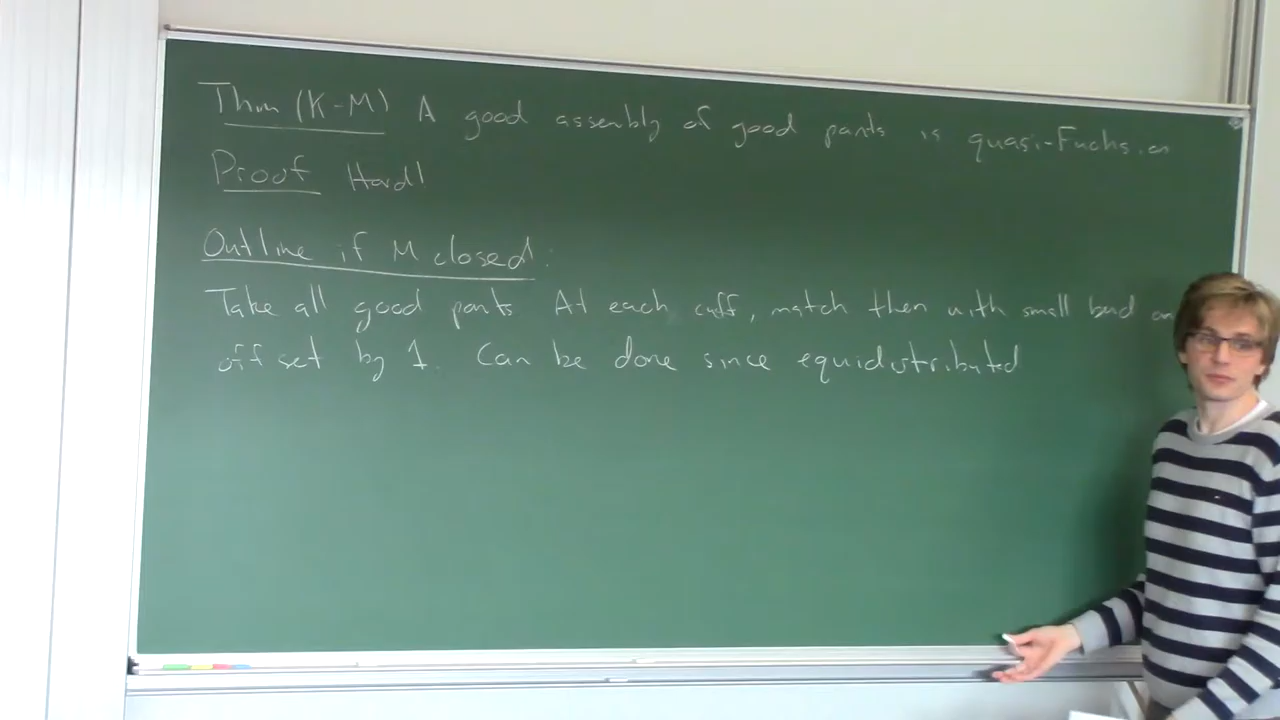 Thm (K-M) A good assembly of good pants is quasi-Fuchsian
Proof Hard!
Outline if M closed:
Take all good pants. At each cuff, match them with small bend an
offset by 1. Can be done since equidistributed